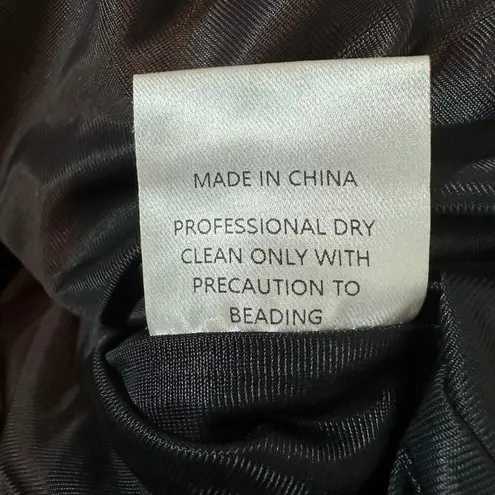 MADE IN CHINA
PROFESSIONAL DRY
CLEAN ONLY WITH
PRECAUTION TO
BEADING